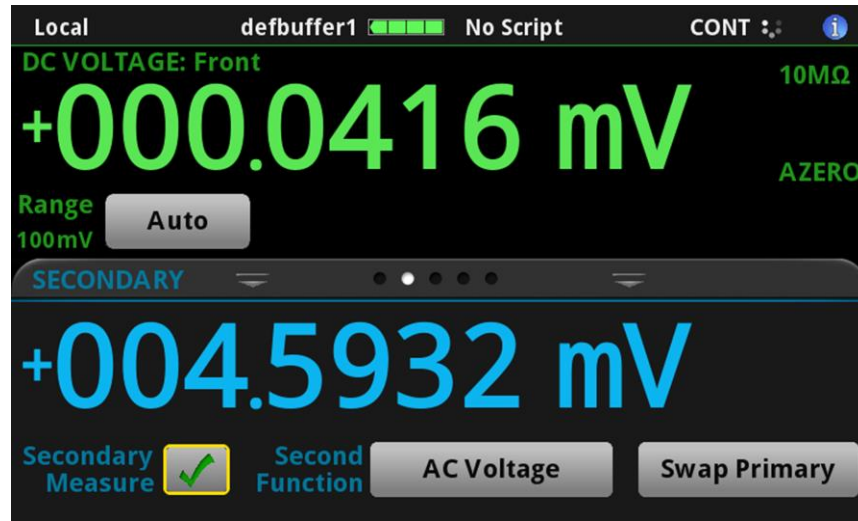 Local defbuffer1 No Script CONT i
DC VOLTAGE: Front
10MΩ
+000.0416 mV
AZERO
Range
100mV
Auto
SECONDARY
+004.5932 mV
Secondary
Measure
Second
Function
AC Voltage
Swap Primary